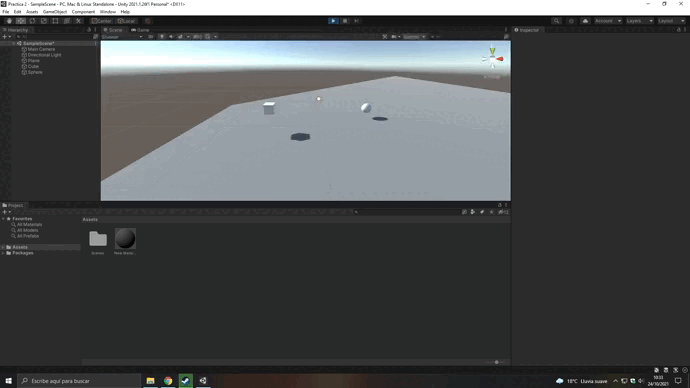 Practica 2 - SampleScene - PC, Mac & Linux Standalone - Unity 2021.1.28f1 Personal* <DX11>
File Edit Assets GameObject Component Window Help
Center Local Account Layers Layout
Hierarchy Scene Game Inspector
Shaded Gizmos
SampleScene*
Main Camera
Directional Light
Plane
Cube
Sphere
Project
Favorites Assets
All Materials
All Models
All Prefabs
Assets
Packages
Scenes New Mate...
Escribe aquí para buscar
18°C Lluvia suave
10:33
24/10/2021